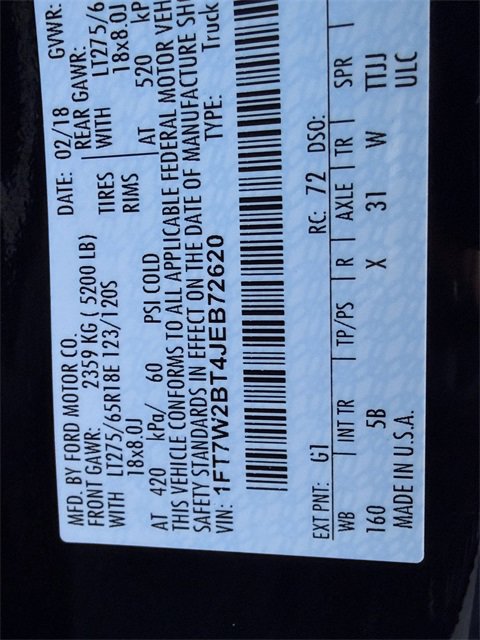 MFD. BY FORD MOTOR CO. DATE: 02/18 GVWR:
FRONT GAWR: 2359 KG ( 5200 LB) REAR GAWR:
WITH LT275/65R18E 123/120S TIRES WITH LT275/6
18x8.0J RIMS 18x8.0J
AT 420 kPa/ 60 PSI COLD AT 520 kP
THIS VEHICLE CONFORMS TO ALL APPLICABLE FEDERAL MOTOR VEH
SAFETY STANDARDS IN EFFECT ON THE DATE OF MANUFACTURE SHO
VIN: 1FT7W2BT4JEB72620 TYPE: Truck
EXT PNT: G1 RC: 72 DSO:
WB INT TR TP/PS R AXLE TR SPR
160 5B X 31 W TTJJ
MADE IN U.S.A. ULC